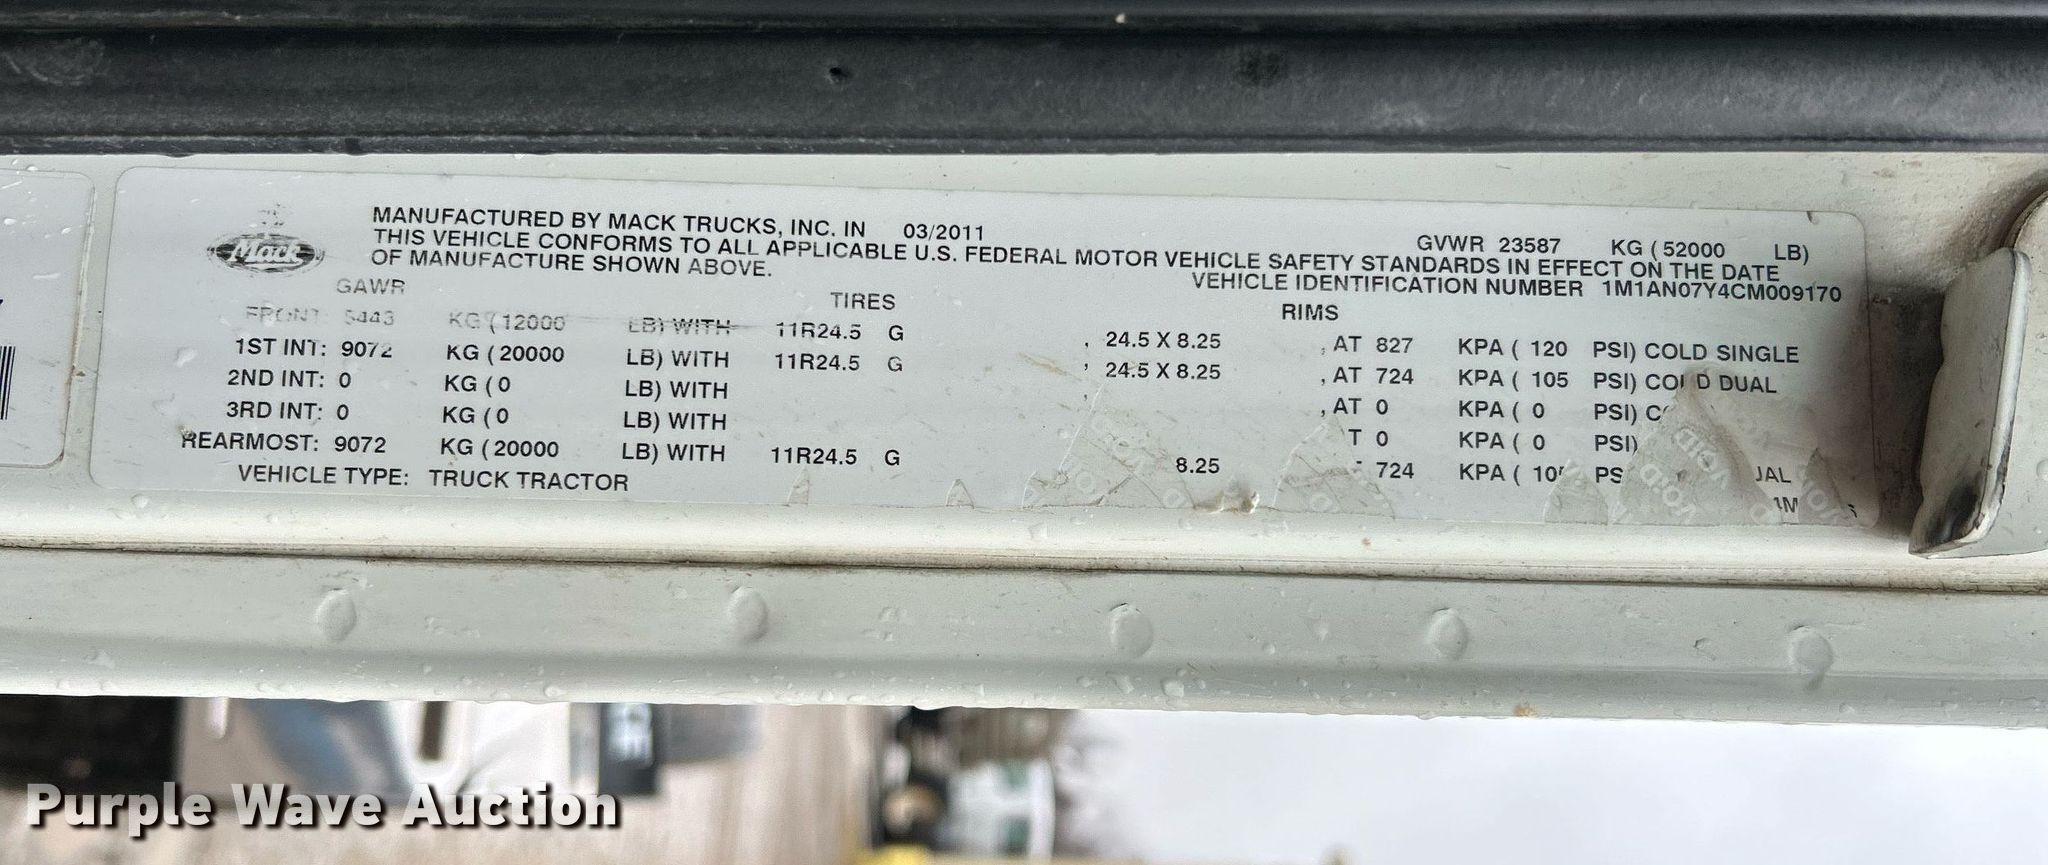 Mack
MANUFACTURED BY MACK TRUCKS, INC. IN 03/2011 GVWR 23587 KG ( 52000 LB)
THIS VEHICLE CONFORMS TO ALL APPLICABLE U.S. FEDERAL MOTOR VEHICLE SAFETY STANDARDS IN EFFECT ON THE DATE
OF MANUFACTURE SHOWN ABOVE. VEHICLE IDENTIFICATION NUMBER 1M1AN07Y4CM009170
GAWR TIRES RIMS
FRONT: 5443 KG ( 12000 LB) WITH 11R24.5 G , 24.5 X 8.25 , AT 827 KPA ( 120 PSI) COLD SINGLE
1ST INT: 9072 KG ( 20000 LB) WITH 11R24.5 G , 24.5 X 8.25 , AT 724 KPA ( 105 PSI) COLD DUAL
2ND INT: 0 KG ( 0 LB) WITH , AT 0 KPA ( 0 PSI)
3RD INT: 0 KG ( 0 LB) WITH T 0 KPA ( 0 PSI)
REARMOST: 9072 KG ( 20000 LB) WITH 11R24.5 G 8.25 724 KPA ( 105 PS UAL
VEHICLE TYPE: TRUCK TRACTOR
VOID
VOID
Purple Wave Auction